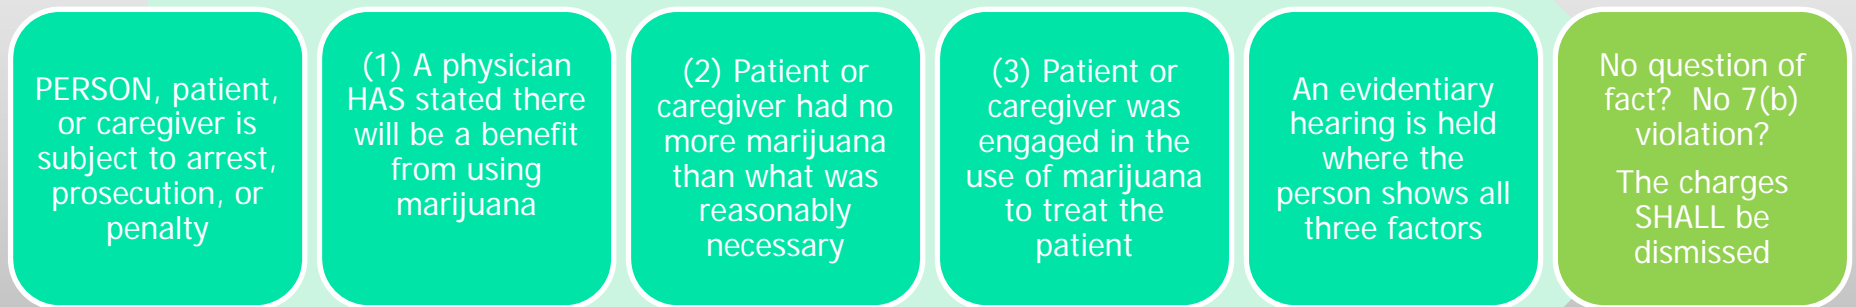 PERSON, patient,
or caregiver is
subject to arrest,
prosecution, or
penalty
(1) A physician
HAS stated there
will be a benefit
from using
marijuana
(2) Patient or
caregiver had no
more marijuana
than what was
reasonably
necessary
(3) Patient or
caregiver was
engaged in the
use of marijuana
to treat the
patient
An evidentiary
hearing is held
where the
person shows all
three factors
No question of
fact? No 7(b)
violation?
The charges
SHALL be
dismissed